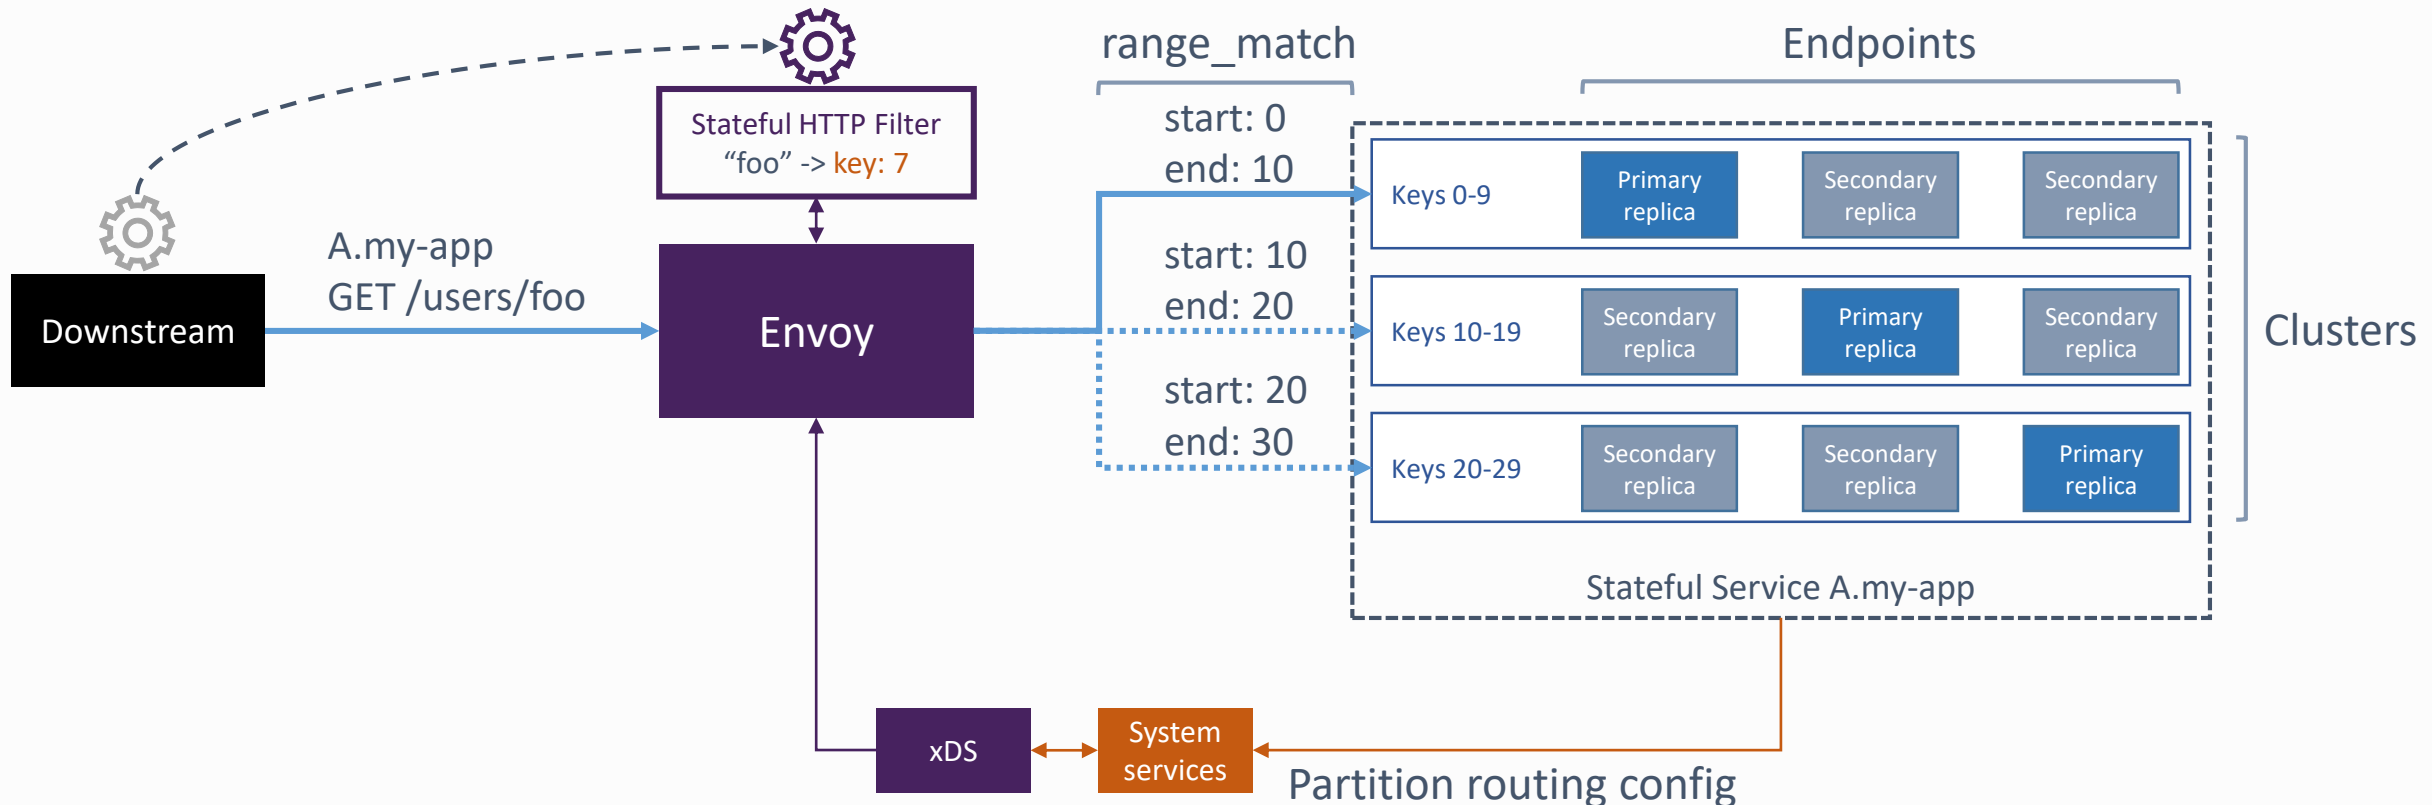 range_match
Endpoints
Stateful HTTP Filter
“foo” -> key: 7
start: 0
end: 10
Keys 0-9
Primary
replica
Secondary
replica
Secondary
replica
A.my-app
GET /users/foo
Downstream
Envoy
start: 10
end: 20
Keys 10-19
Secondary
replica
Primary
replica
Secondary
replica
Clusters
start: 20
end: 30
Keys 20-29
Secondary
replica
Secondary
replica
Primary
replica
Stateful Service A.my-app
xDS
System
services
Partition routing config